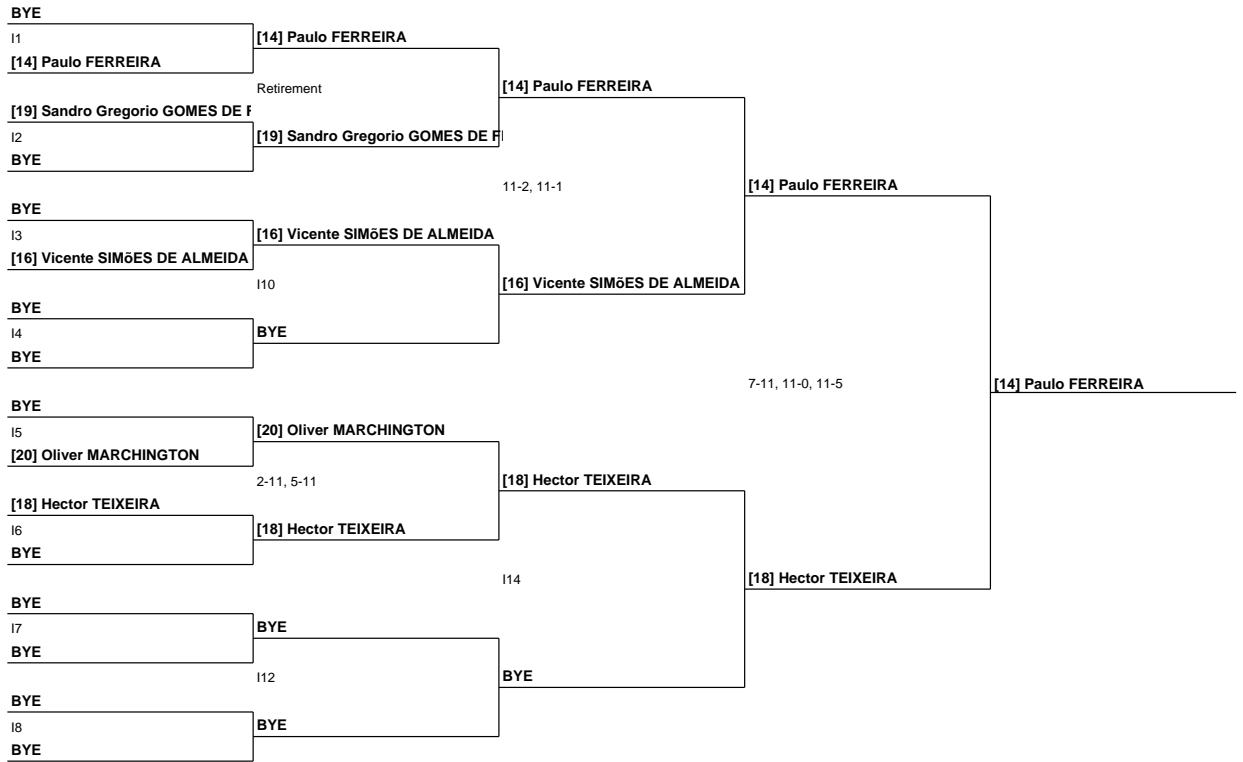 BYE
I1
[14] Paulo FERREIRA
[19] Sandro Gregorio GOMES DE F
I2
BYE
BYE
I3
[16] Vicente SIMõES DE ALMEIDA
BYE
I4
BYE
BYE
I5
[20] Oliver MARCHINGTON
[18] Hector TEIXEIRA
I6
BYE
BYE
I7
BYE
BYE
I8
BYE
[14] Paulo FERREIRA
Retirement
[19] Sandro Gregorio GOMES DE FI
[16] Vicente SIMõES DE ALMEIDA
I10
BYE
[20] Oliver MARCHINGTON
2-11, 5-11
[18] Hector TEIXEIRA
BYE
I12
BYE
[14] Paulo FERREIRA
11-2, 11-1
[16] Vicente SIMõES DE ALMEIDA
[18] Hector TEIXEIRA
I14
BYE
[14] Paulo FERREIRA
7-11, 11-0, 11-5
[18] Hector TEIXEIRA
[14] Paulo FERREIRA